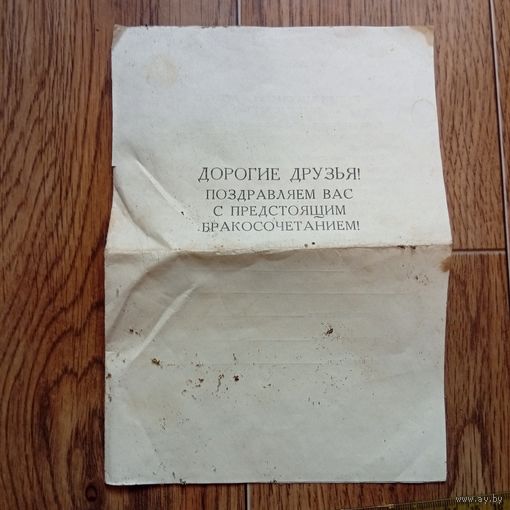 ДОРОГИЕ ДРУЗЬЯ!
ПОЗДРАВЛЯЕМ ВАС
С ПРЕДСТОЯЩИМ
БРАКОСОЧЕТАНИЕМ!
www.ay.by